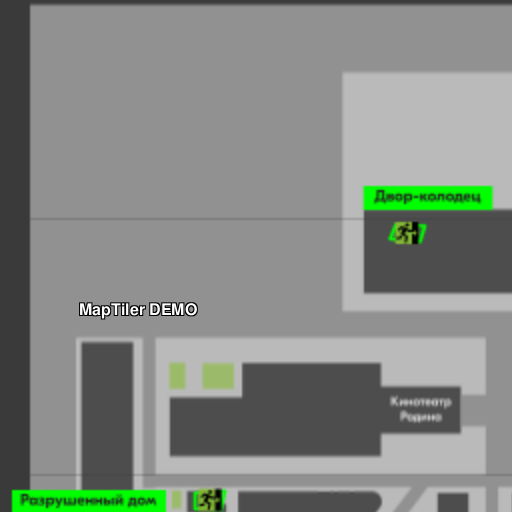 Двор-колодец
MapTiler DEMO
Кинотеатр
Родина
Разрушенный дом